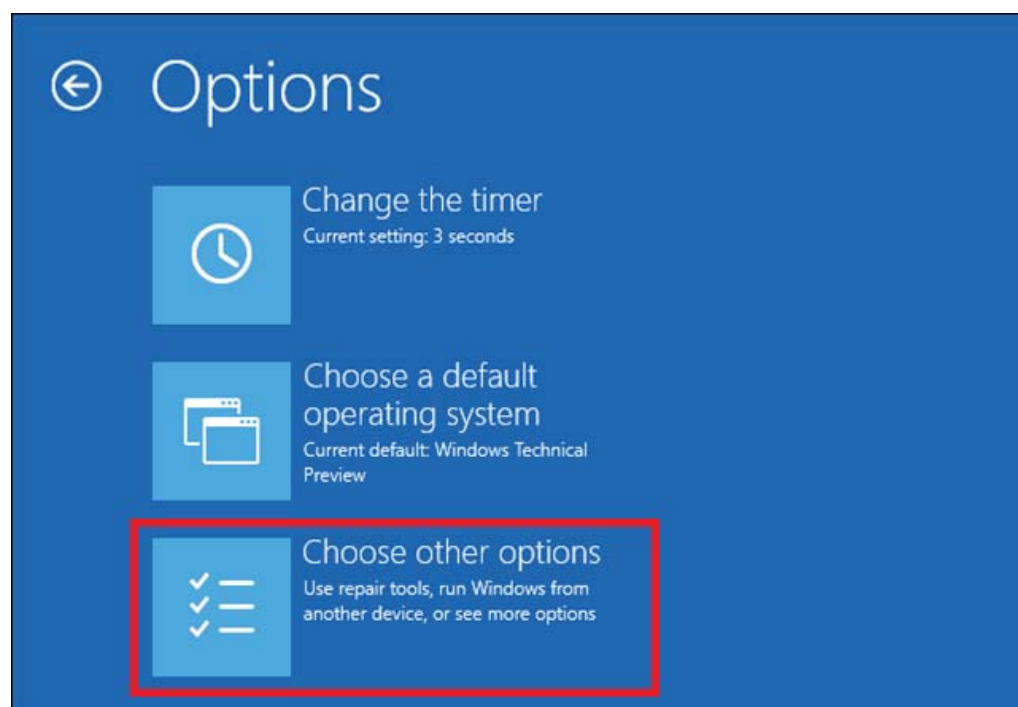 Options
Change the timer
Current setting: 3 seconds
Choose a default
operating system
Current default: Windows Technical
Preview
Choose other options
Use repair tools, run Windows from
another device, or see more options